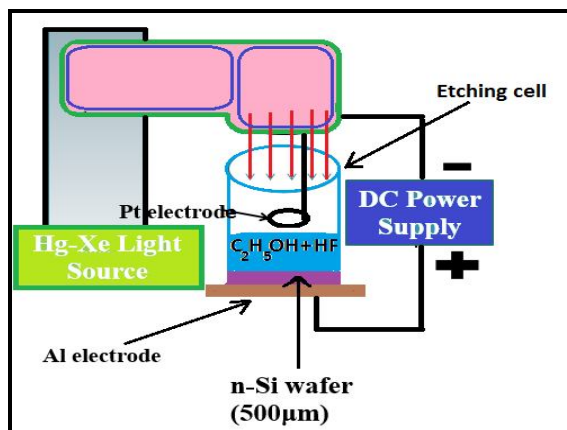 Etching cell
Pt electrode
C₂H₅OH+HF
−
DC Power
Supply
+
Hg-Xe Light
Source
Al electrode
n-Si wafer
(500μm)